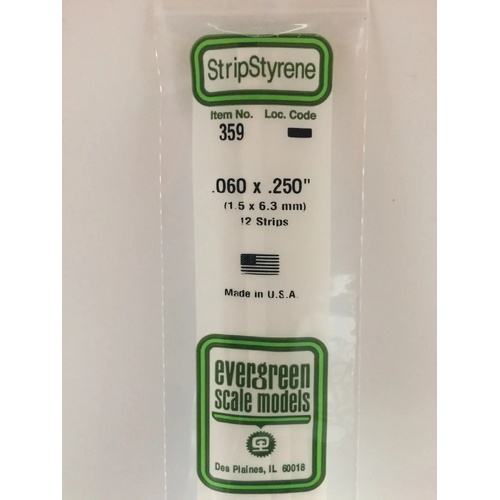 StripStyrene
Item No. Loc. Code
359
.060 x .250"
(1.5 x 6.3 mm)
12 Strips
Made in U.S.A.
evergreen
scale models
Des Plaines, IL 60018